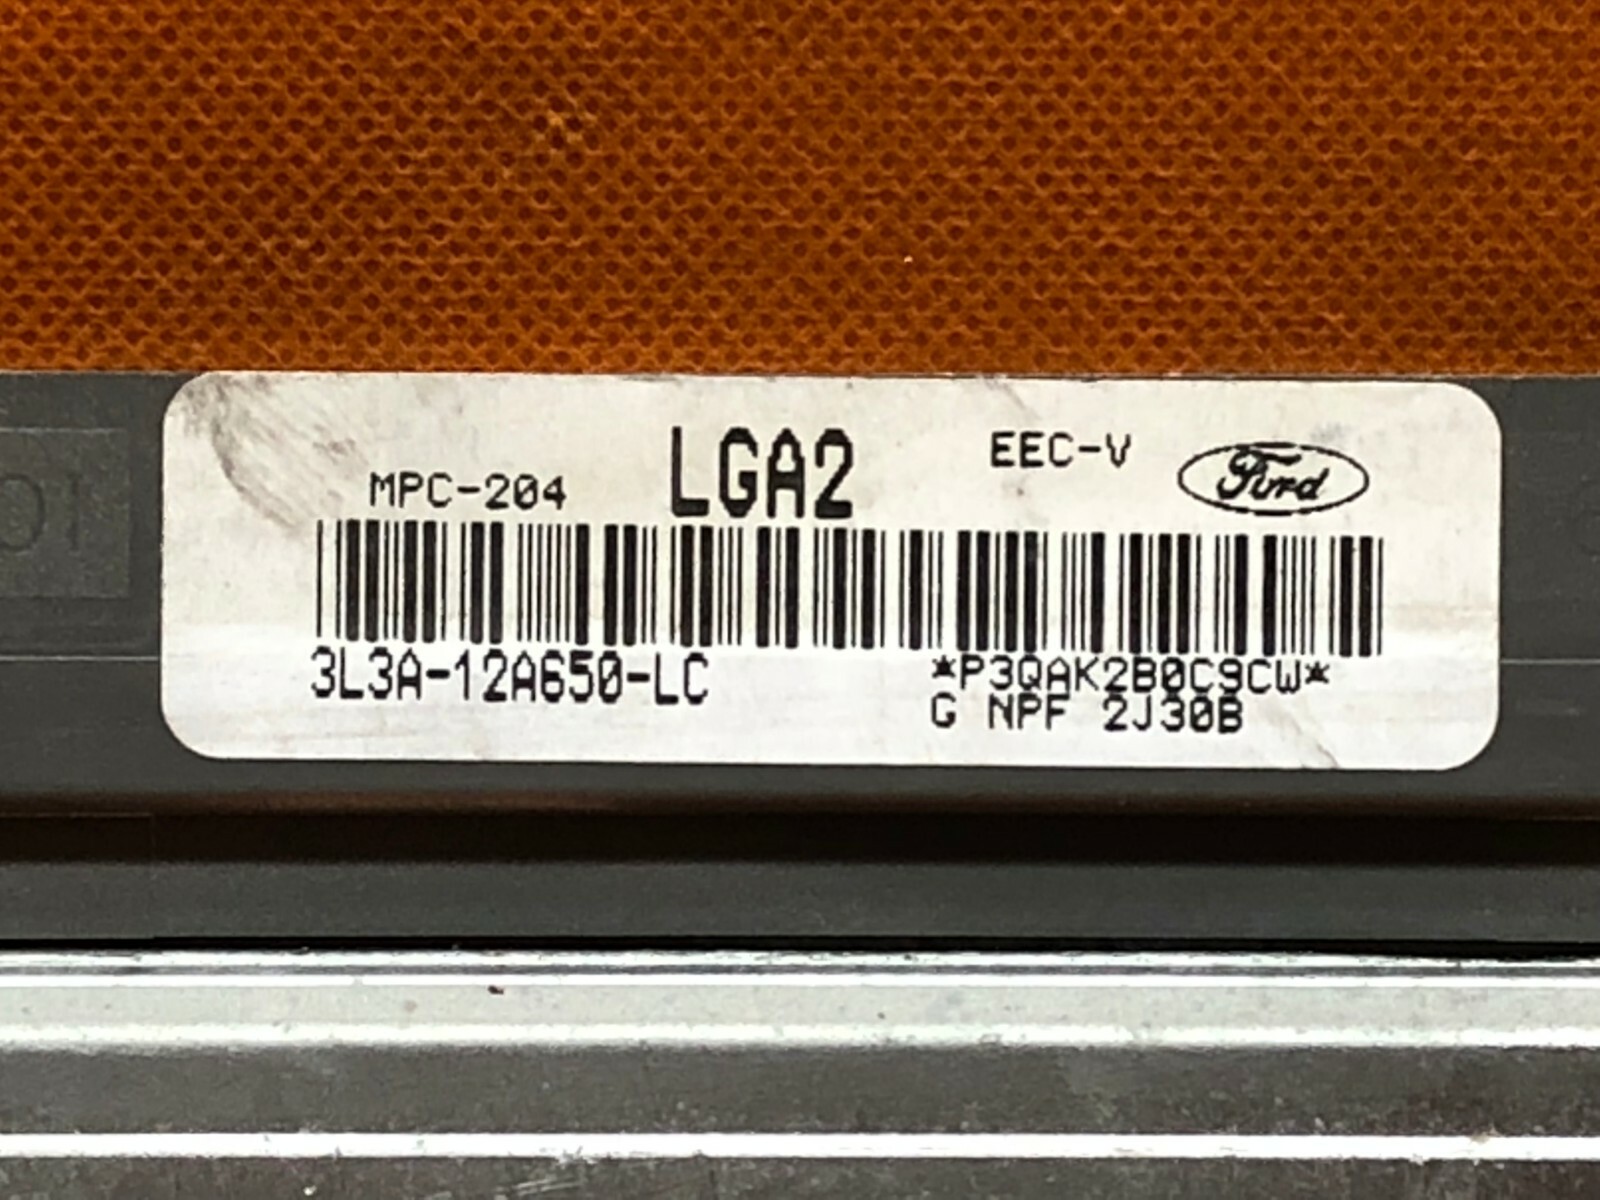 MPC-204 LGA2 EEC-V Ford
3L3A-12A650-LC *P3QAK2B0C9CW*
G NPF 2J30B